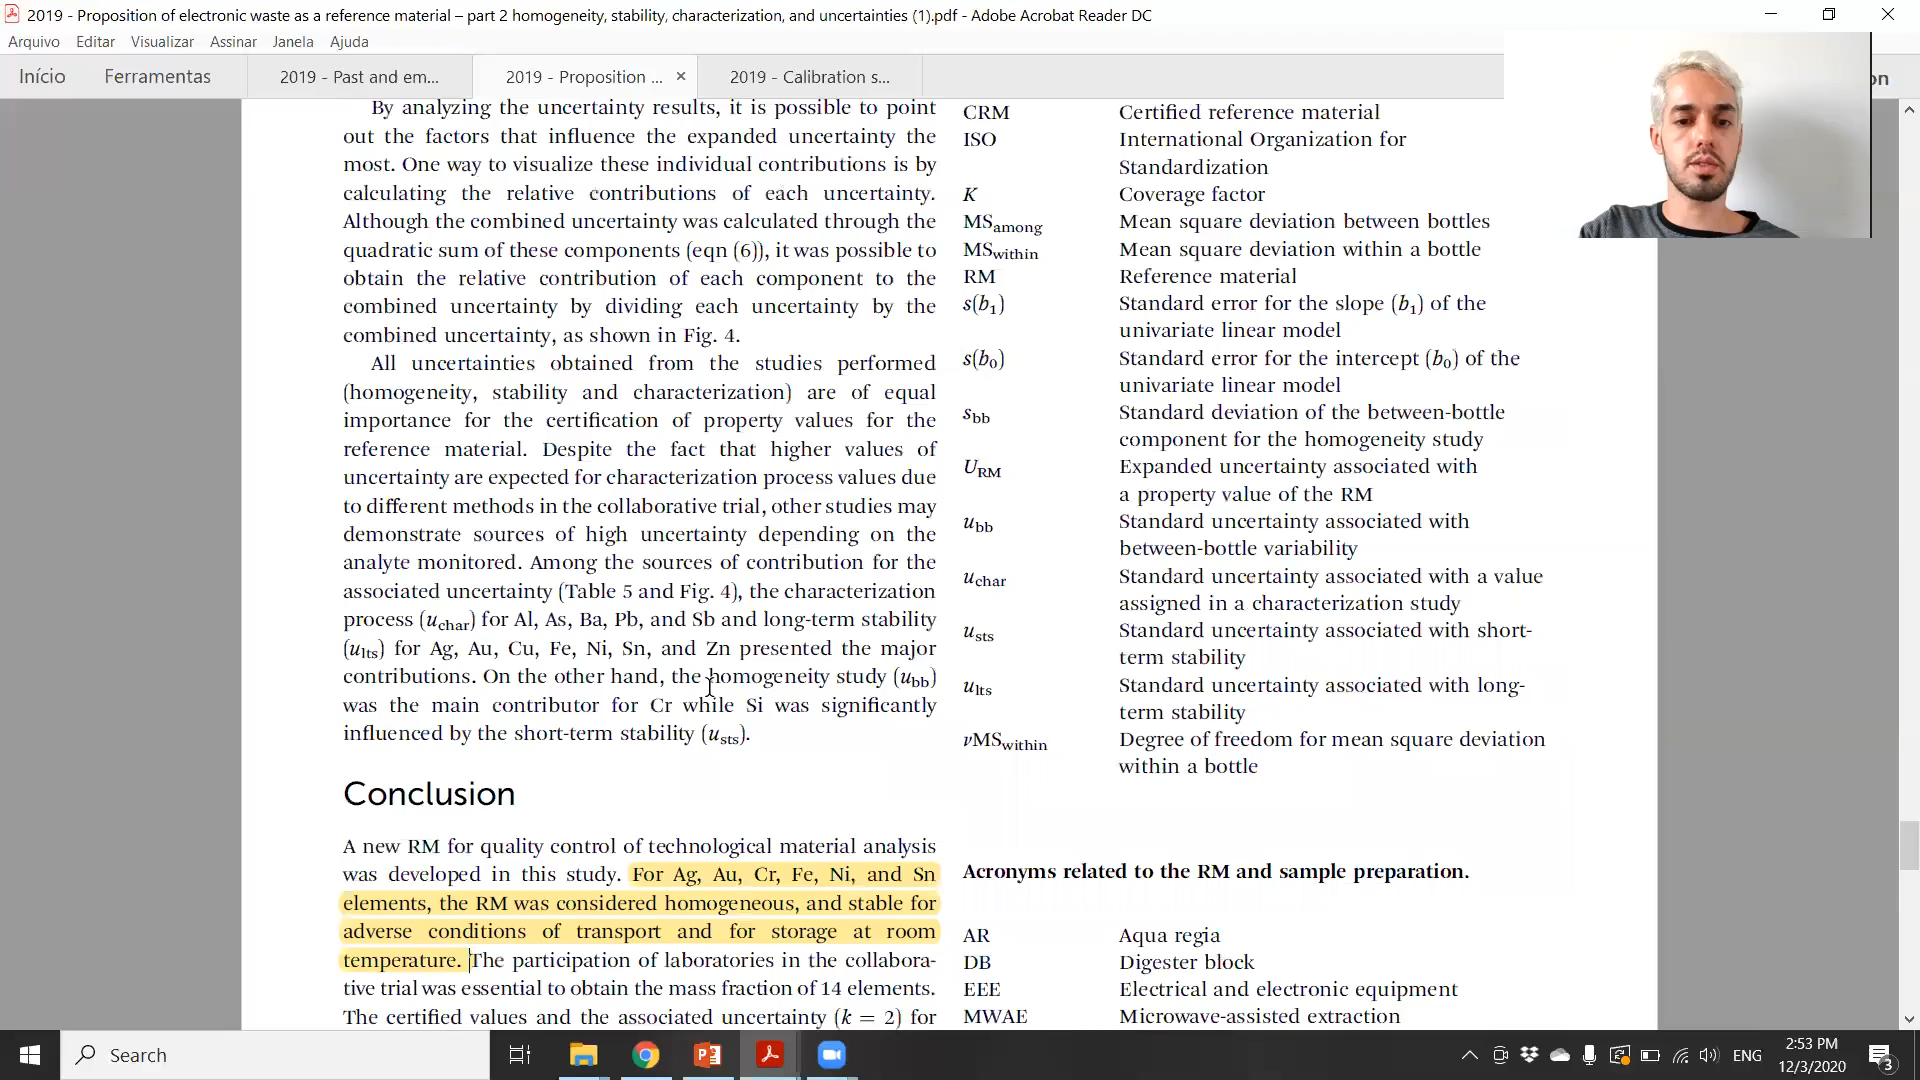 2019 - Proposition of electronic waste as a reference material – part 2 homogeneity, stability, characterization, and uncertainties (1).pdf - Adobe Acrobat Reader DC
Arquivo Editar Visualizar Assinar Janela Ajuda
Início Ferramentas 2019 - Past and em... 2019 - Proposition ... × 2019 - Calibration s... on
By analyzing the uncertainty results, it is possible to point
out the factors that influence the expanded uncertainty the
most. One way to visualize these individual contributions is by
calculating the relative contributions of each uncertainty.
Although the combined uncertainty was calculated through the
quadratic sum of these components (eqn (6)), it was possible to
obtain the relative contribution of each component to the
combined uncertainty by dividing each uncertainty by the
combined uncertainty, as shown in Fig. 4.
All uncertainties obtained from the studies performed
(homogeneity, stability and characterization) are of equal
importance for the certification of property values for the
reference material. Despite the fact that higher values of
uncertainty are expected for characterization process values due
to different methods in the collaborative trial, other studies may
demonstrate sources of high uncertainty depending on the
analyte monitored. Among the sources of contribution for the
associated uncertainty (Table 5 and Fig. 4), the characterization
process (uchar) for Al, As, Ba, Pb, and Sb and long-term stability
(ults) for Ag, Au, Cu, Fe, Ni, Sn, and Zn presented the major
contributions. On the other hand, the homogeneity study (ubb)
was the main contributor for Cr while Si was significantly
influenced by the short-term stability (usts).
Conclusion
A new RM for quality control of technological material analysis
was developed in this study. For Ag, Au, Cr, Fe, Ni, and Sn
elements, the RM was considered homogeneous, and stable for
adverse conditions of transport and for storage at room
temperature. The participation of laboratories in the collabora-
tive trial was essential to obtain the mass fraction of 14 elements.
The certified values and the associated uncertainty (k = 2) for
CRM Certified reference material
ISO International Organization for
Standardization
K Coverage factor
MSamong Mean square deviation between bottles
MSwithin Mean square deviation within a bottle
RM Reference material
s(b1) Standard error for the slope (b1) of the
univariate linear model
s(b0) Standard error for the intercept (b0) of the
univariate linear model
sbb Standard deviation of the between-bottle
component for the homogeneity study
URM Expanded uncertainty associated with
a property value of the RM
ubb Standard uncertainty associated with
between-bottle variability
uchar Standard uncertainty associated with a value
assigned in a characterization study
usts Standard uncertainty associated with short-
term stability
ults Standard uncertainty associated with long-
term stability
νMSwithin Degree of freedom for mean square deviation
within a bottle
Acronyms related to the RM and sample preparation.
AR Aqua regia
DB Digester block
EEE Electrical and electronic equipment
MWAE Microwave-assisted extraction
Search
ENG
2:53 PM
12/3/2020
3